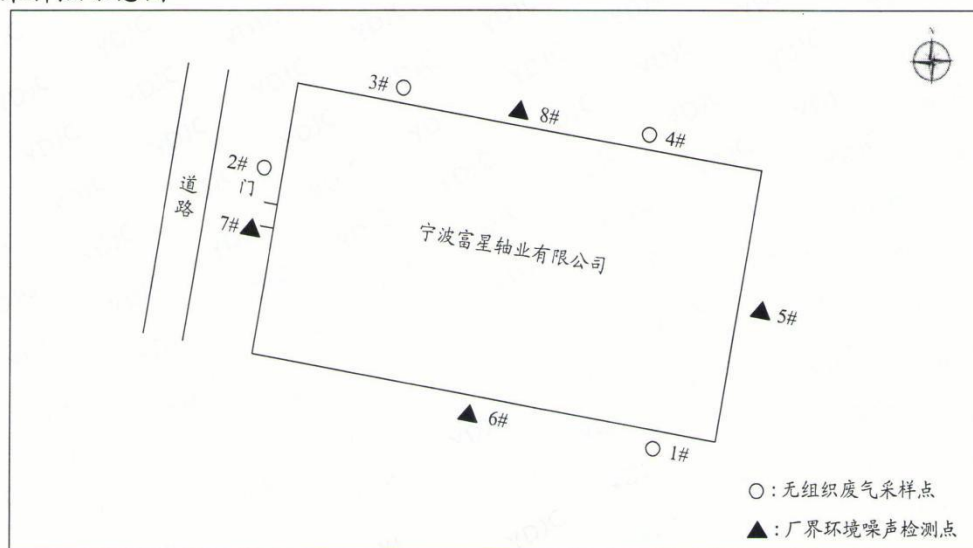 3#
8#
4#
2#
门
道路
7#
宁波富星轴业有限公司
5#
6#
1#
○:无组织废气采样点
▲:厂界环境噪声检测点